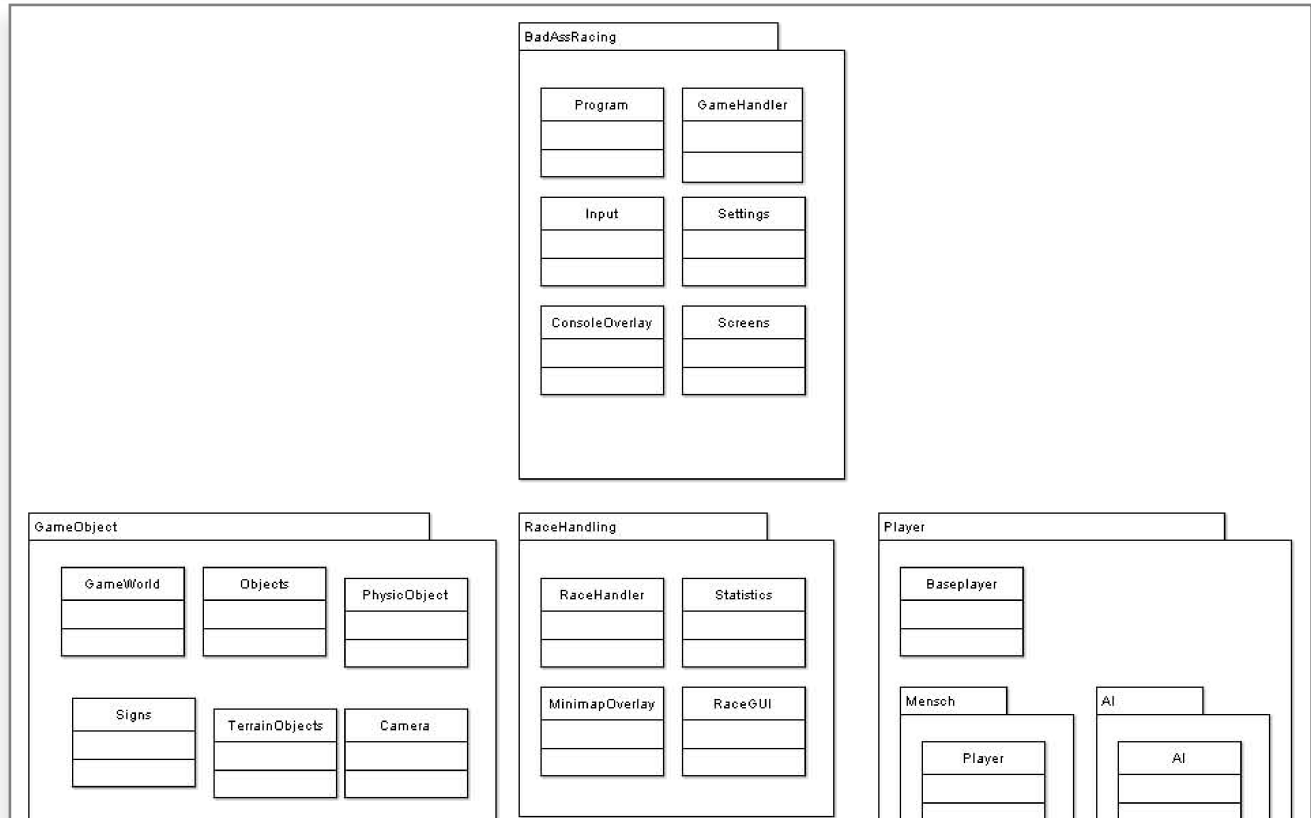 BadAssRacing
Program
GameHandler
Input
Settings
ConsoleOverlay
Screens
GameObject
GameWorld
Objects
PhysicObject
Signs
TerrainObjects
Camera
RaceHandling
RaceHandler
Statistics
MinimapOverlay
RaceGUI
Player
Baseplayer
Mensch
Player
AI
AI